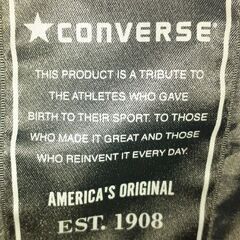 ★CONVERSE®
THIS PRODUCT IS A TRIBUTE TO
THE ATHLETES WHO GAVE
BIRTH TO THEIR SPORT. TO THOSE
WHO MADE IT GREAT AND THOSE
WHO REINVENT IT EVERY DAY.
AMERICA'S ORIGINAL
EST. 1908